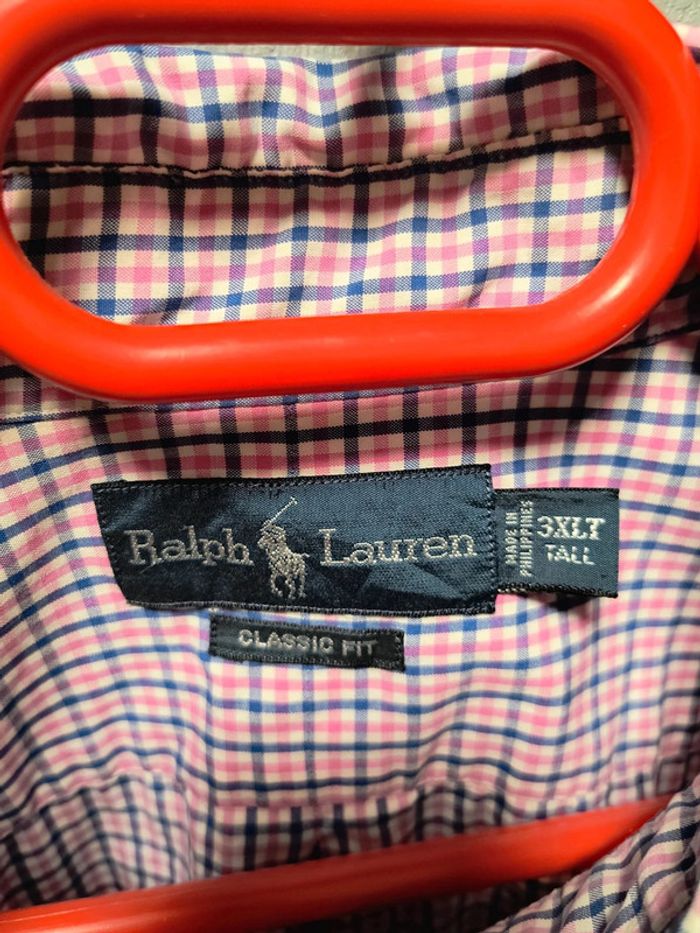 Ralph Lauren
MADE IN
PHILIPPINES
3XLT
TALL
CLASSIC FIT